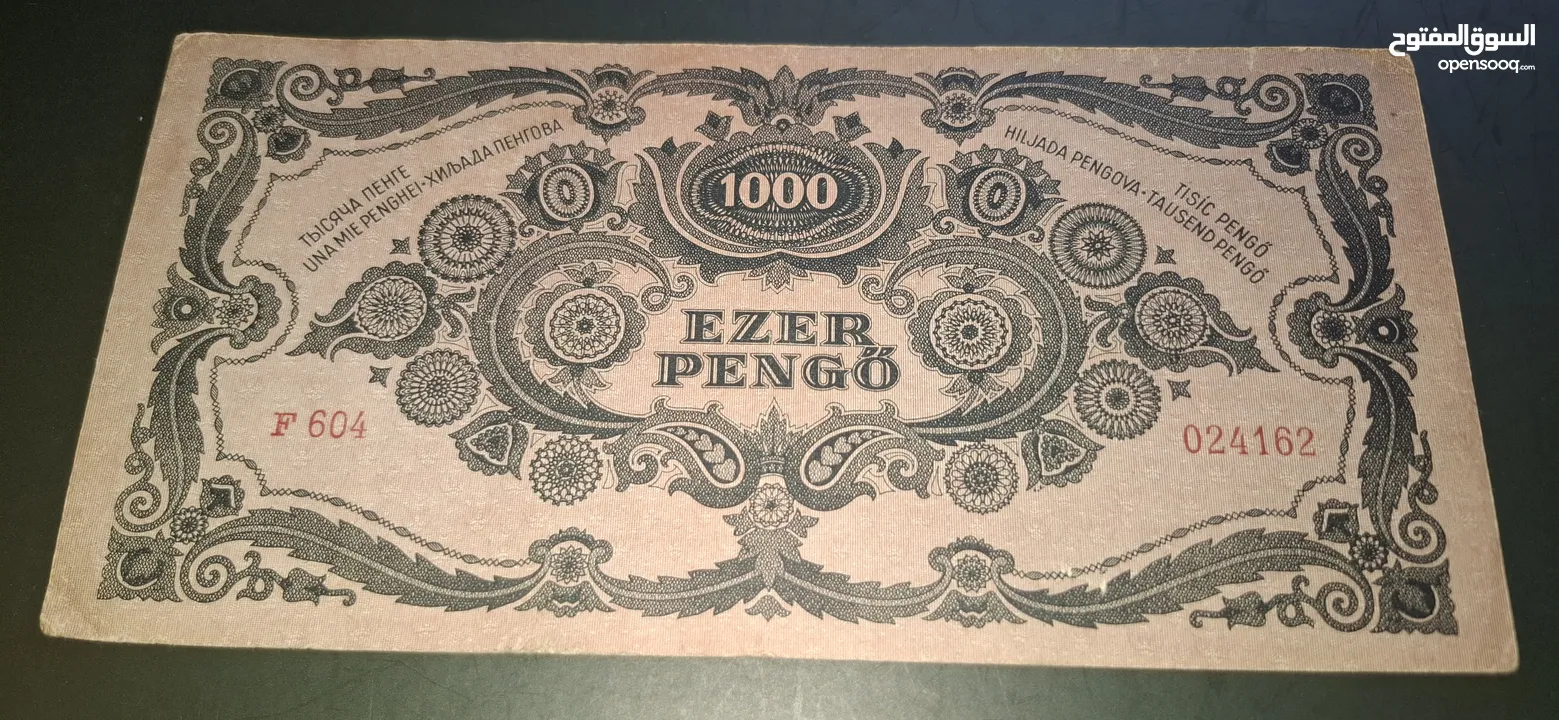 السوق المفتوح
opensooq.com
ТЫСЯЧА ПЕНГЕ
UNA MIE PENGHEI · ХИЉАДА ПЕНГОВА
1000
HILJADA PENGOVA · TAUSEND PENGŐ
TISÍC PENGŐ
EZER
PENGŐ
F 604
024162